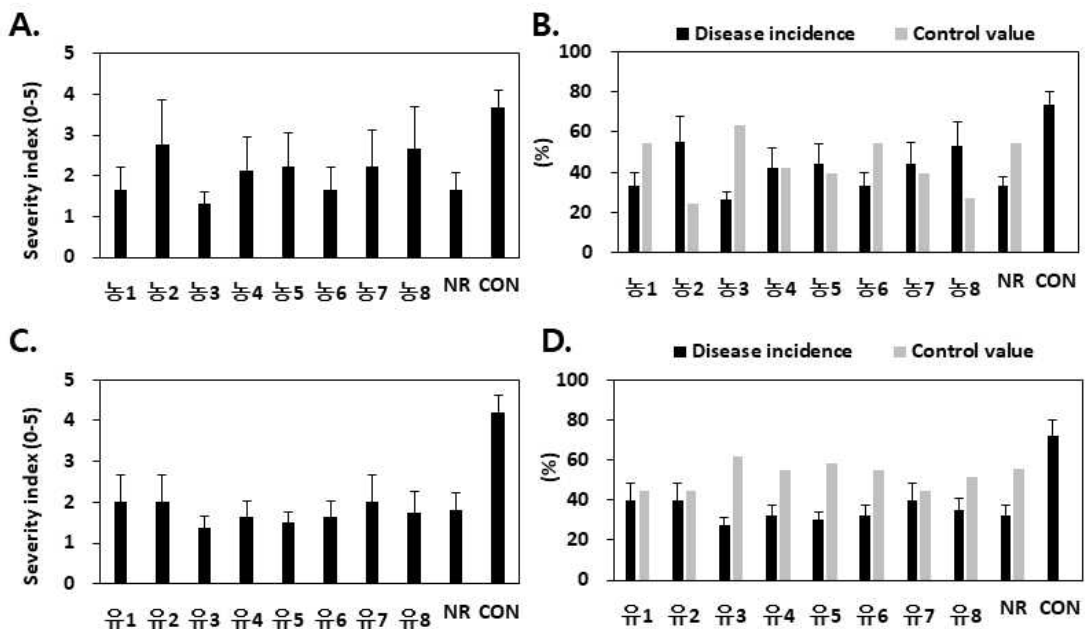 A.
Severity index (0-5)
5
4
3
2
1
0
농1 농2 농3 농4 농5 농6 농7 농8 NR CON
B.
Disease incidence Control value
(%)
100
80
60
40
20
0
농1 농2 농3 농4 농5 농6 농7 농8 NR CON
C.
Severity index (0-5)
5
4
3
2
1
0
유1 유2 유3 유4 유5 유6 유7 유8 NR CON
D.
Disease incidence Control value
(%)
100
80
60
40
20
0
유1 유2 유3 유4 유5 유6 유7 유8 NR CON